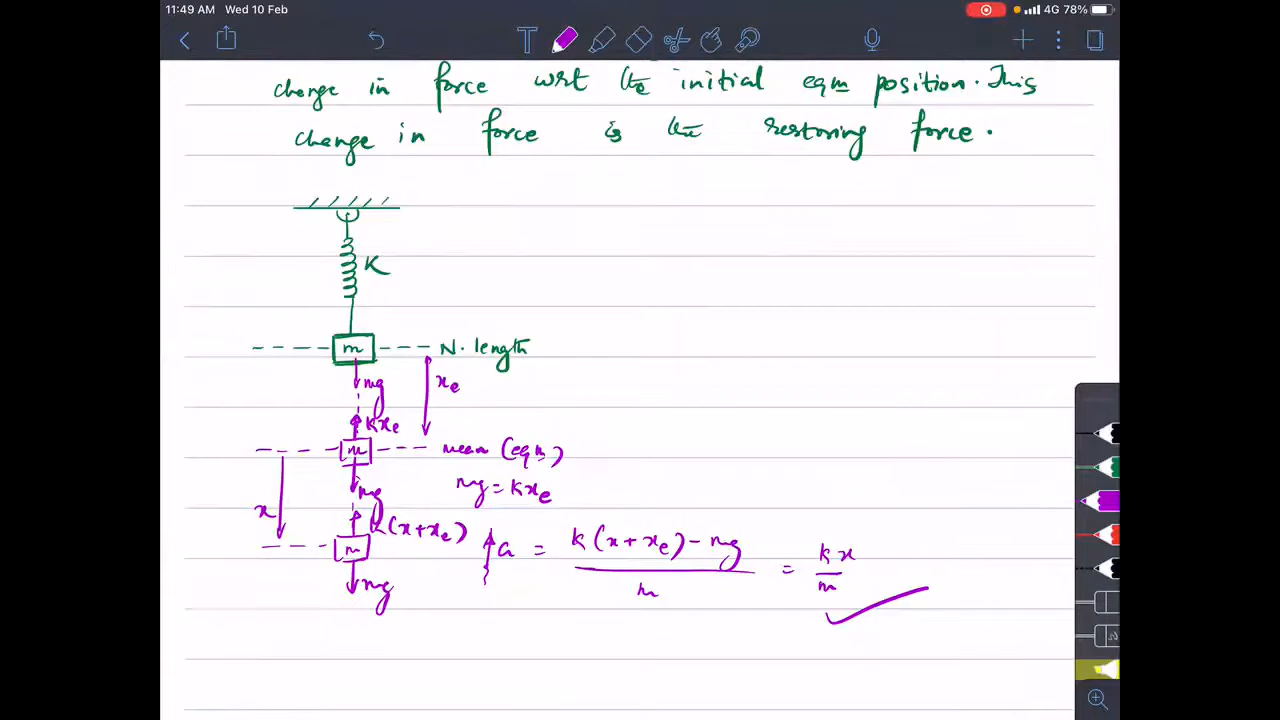 11:49 AM Wed 10 Feb
4G 78%
T
change in force wrt the initial eqm position. This
change in force is the restoring force.
K
m
N. length
mg
xe
kxe
m
mean (eqm)
mg
mg = kxe
x
k(x+xe)
m
a = k(x+xe) - mg / m = kx / m
mg